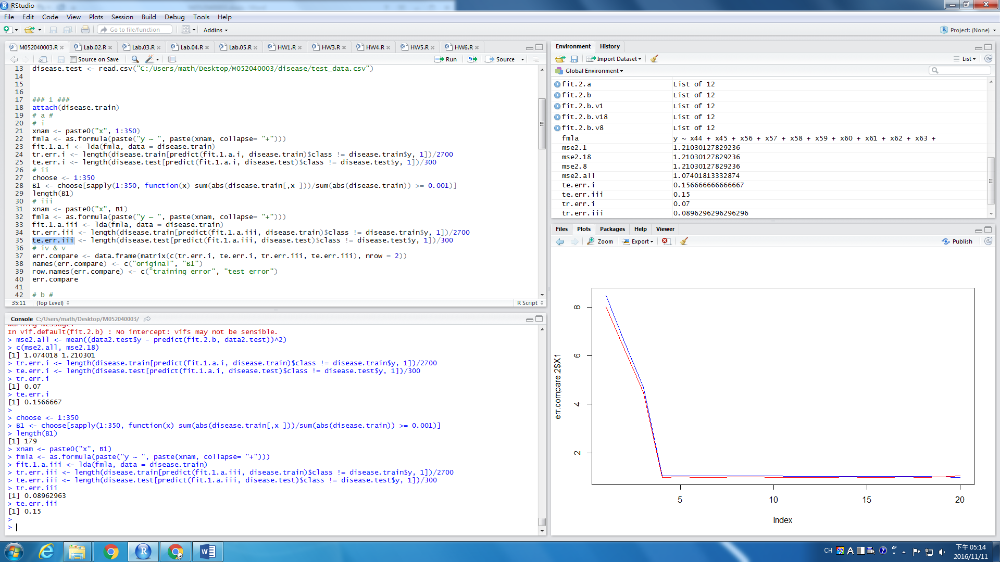 RStudio
File Edit Code View Plots Session Build Debug Tools Help
Go to file/function Addins Project: (None)
M052040003.R Lab.02.R Lab.03.R Lab.04.R Lab.05.R HW1.R HW3.R HW4.R HW5.R HW6.R
Source on Save Run Source
13 disease.test <- read.csv("C:/Users/math/Desktop/M052040003/disease/test_data.csv")
14
15
16
17 ### 1 ###
18 attach(disease.train)
19 # a #
20 # i
21 xnam <- paste0("x", 1:350)
22 fmla <- as.formula(paste("y ~ ", paste(xnam, collapse= "+")))
23 fit.1.a.i <- lda(fmla, data = disease.train)
24 tr.err.i <- length(disease.train[predict(fit.1.a.i, disease.train)$class != disease.train$y, 1])/2700
25 te.err.i <- length(disease.test[predict(fit.1.a.i, disease.test)$class != disease.test$y, 1])/300
26 # ii
27 choose <- 1:350
28 B1 <- choose[sapply(1:350, function(x) sum(abs(disease.train[,x ]))/sum(abs(disease.train)) >= 0.001)]
29 length(B1)
30 # iii
31 xnam <- paste0("x", B1)
32 fmla <- as.formula(paste("y ~ ", paste(xnam, collapse= "+")))
33 fit.1.a.iii <- lda(fmla, data = disease.train)
34 tr.err.iii <- length(disease.train[predict(fit.1.a.iii, disease.train)$class != disease.train$y, 1])/2700
35 te.err.iii <- length(disease.test[predict(fit.1.a.iii, disease.test)$class != disease.test$y, 1])/300
36 # iv & v
37 err.compare <- data.frame(matrix(c(tr.err.i, te.err.i, tr.err.iii, te.err.iii), nrow = 2))
38 names(err.compare) <- c("original", "B1")
39 row.names(err.compare) <- c("training error", "test error")
40 err.compare
41
42 # b #
35:11 (Top Level) R Script
Console C:/Users/math/Desktop/M052040003/
Warning message:
In vif.default(fit.2.b) : No intercept: vifs may not be sensible.
> mse2.all <- mean((data2.test$y - predict(fit.2.b, data2.test))^2)
> c(mse2.all, mse2.18)
[1] 1.074018 1.210301
> tr.err.i <- length(disease.train[predict(fit.1.a.i, disease.train)$class != disease.train$y, 1])/2700
> te.err.i <- length(disease.test[predict(fit.1.a.i, disease.test)$class != disease.test$y, 1])/300
> tr.err.i
[1] 0.07
> te.err.i
[1] 0.1566667
>
> choose <- 1:350
> B1 <- choose[sapply(1:350, function(x) sum(abs(disease.train[,x ]))/sum(abs(disease.train)) >= 0.001)]
> length(B1)
[1] 179
> xnam <- paste0("x", B1)
> fmla <- as.formula(paste("y ~ ", paste(xnam, collapse= "+")))
> fit.1.a.iii <- lda(fmla, data = disease.train)
> tr.err.iii <- length(disease.train[predict(fit.1.a.iii, disease.train)$class != disease.train$y, 1])/2700
> te.err.iii <- length(disease.test[predict(fit.1.a.iii, disease.test)$class != disease.test$y, 1])/300
> tr.err.iii
[1] 0.08962963
> te.err.iii
[1] 0.15
>
>
Environment History
Import Dataset List
Global Environment
fit.2.a List of 12
fit.2.b List of 12
fit.2.b.v1 List of 12
fit.2.b.v18 List of 12
fit.2.b.v8 List of 12
fmla y ~ x44 + x45 + x56 + x57 + x58 + x59 + x60 + x61 + x62 + x63 +
mse2.1 1.21030127829236
mse2.18 1.21030127829236
mse2.8 1.21030127829236
mse2.all 1.07401813332874
te.err.i 0.156666666666667
te.err.iii 0.15
tr.err.i 0.07
tr.err.iii 0.0896296296296296
Files Plots Packages Help Viewer
Zoom Export Publish
err.compare.2$X1
8
6
4
2
5 10 15 20
Index
CH
下午 05:14
2016/11/11